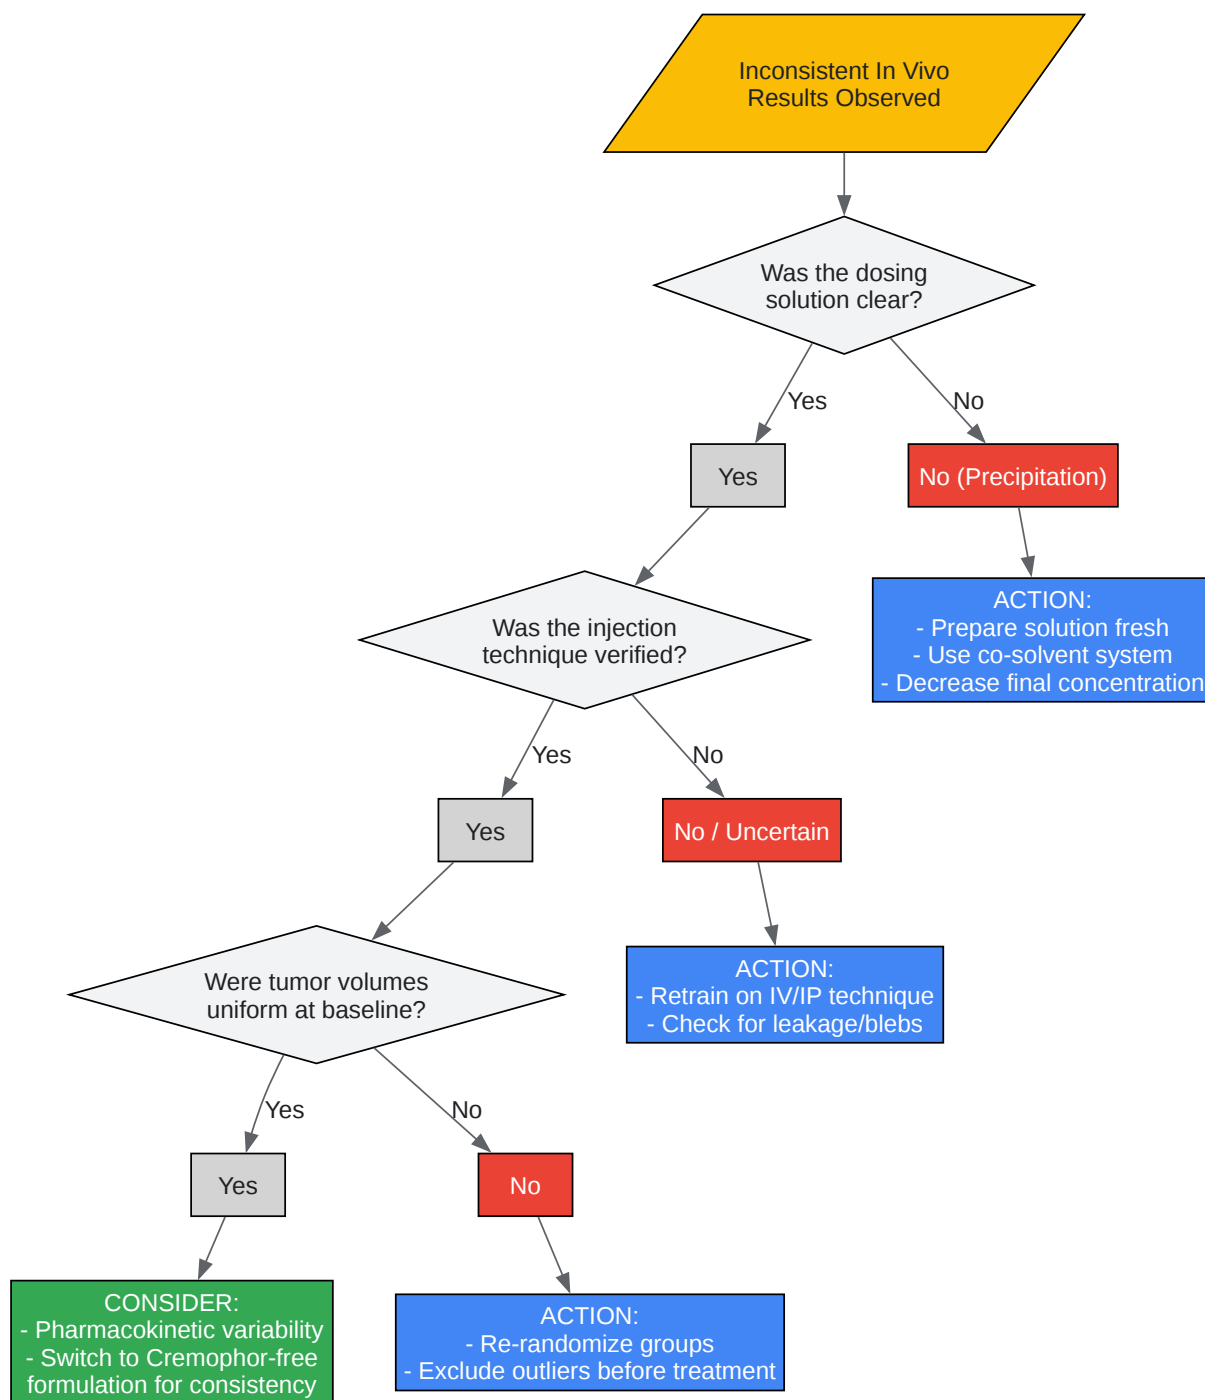 Inconsistent In Vivo
Results Observed
Was the dosing
solution clear?
Yes
No
Yes
No (Precipitation)
ACTION:
- Prepare solution fresh
- Use co-solvent system
- Decrease final concentration
Was the injection
technique verified?
Yes
No
Yes
No / Uncertain
ACTION:
- Retrain on IV/IP technique
- Check for leakage/blebs
Were tumor volumes
uniform at baseline?
Yes
No
Yes
No
CONSIDER:
- Pharmacokinetic variability
- Switch to Cremophor-free
formulation for consistency
ACTION:
- Re-randomize groups
- Exclude outliers before treatment